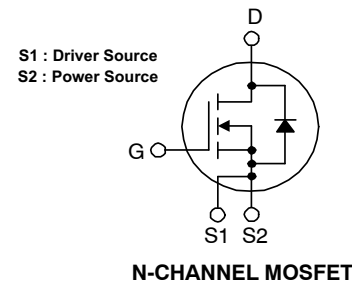 D
S1 : Driver Source
S2 : Power Source
G
S1 S2
N-CHANNEL MOSFET